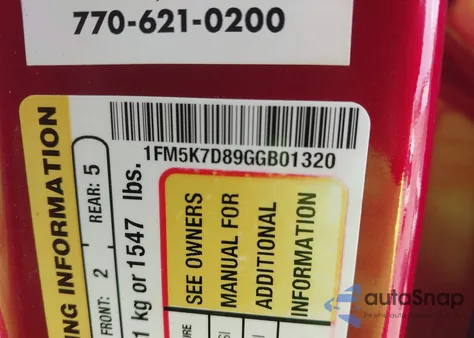 770-621-0200
1FM5K7D89GGB01320
ING INFORMATION
FRONT: 2
REAR: 5
1 kg or 1547 lbs.
SEE OWNERS
MANUAL FOR
ADDITIONAL
INFORMATION
autoSnap